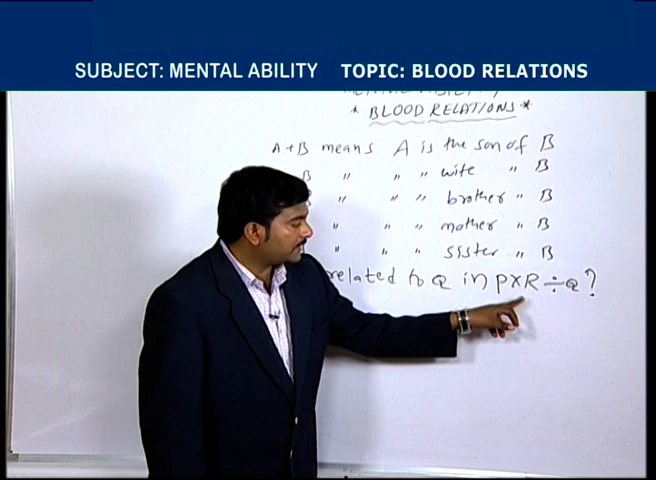 SUBJECT: MENTAL ABILITY TOPIC: BLOOD RELATIONS
* BLOOD RELATIONS *
A+B means A is the son of B
B " " " wife " B
" " " brother " B
" " " mother " B
" " " sister " B
related to Q in P×R÷Q?